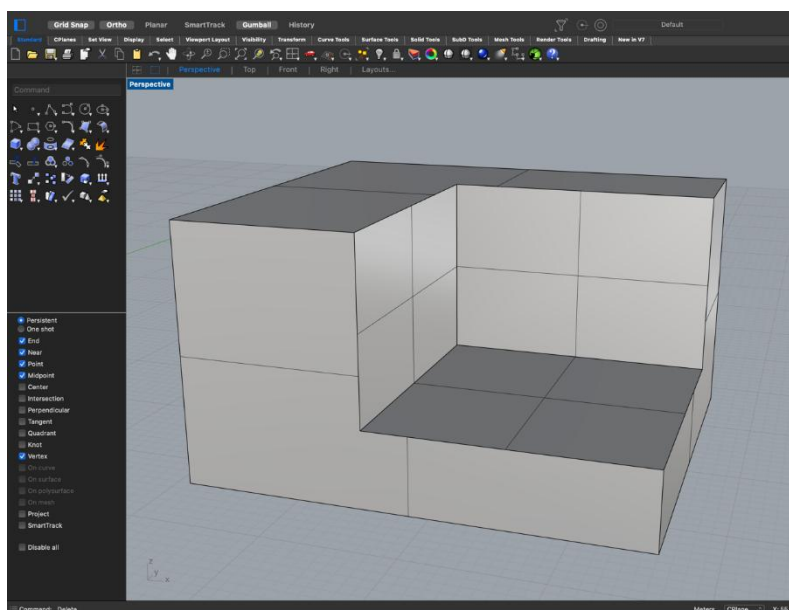 Grid Snap Ortho Planar SmartTrack Gumball History Default
Standard CPlanes Set View Display Select Viewport Layout Visibility Transform Curve Tools Surface Tools Solid Tools SubD Tools Mesh Tools Render Tools Drafting New in V7
Perspective Top Front Right Layouts...
Command
Perspective
Persistent
One shot
End
Near
Point
Midpoint
Center
Intersection
Perpendicular
Tangent
Quadrant
Knot
Vertex
On curve
On surface
On polysurface
On mesh
Project
SmartTrack
Disable all
z
y
x
Command: Delete
Meters CPlane